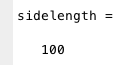 sidelength =
100